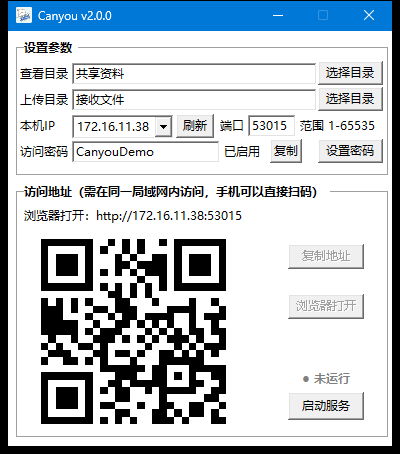 Canyou v2.0.0
设置参数
查看目录 共享资料 选择目录
上传目录 接收文件 选择目录
本机IP 172.16.11.38 刷新 端口 53015 范围 1-65535
访问密码 CanyouDemo 已启用 复制 设置密码
访问地址（需在同一局域网内访问，手机可以直接扫码）
浏览器打开：http://172.16.11.38:53015
复制地址
浏览器打开
● 未运行
启动服务